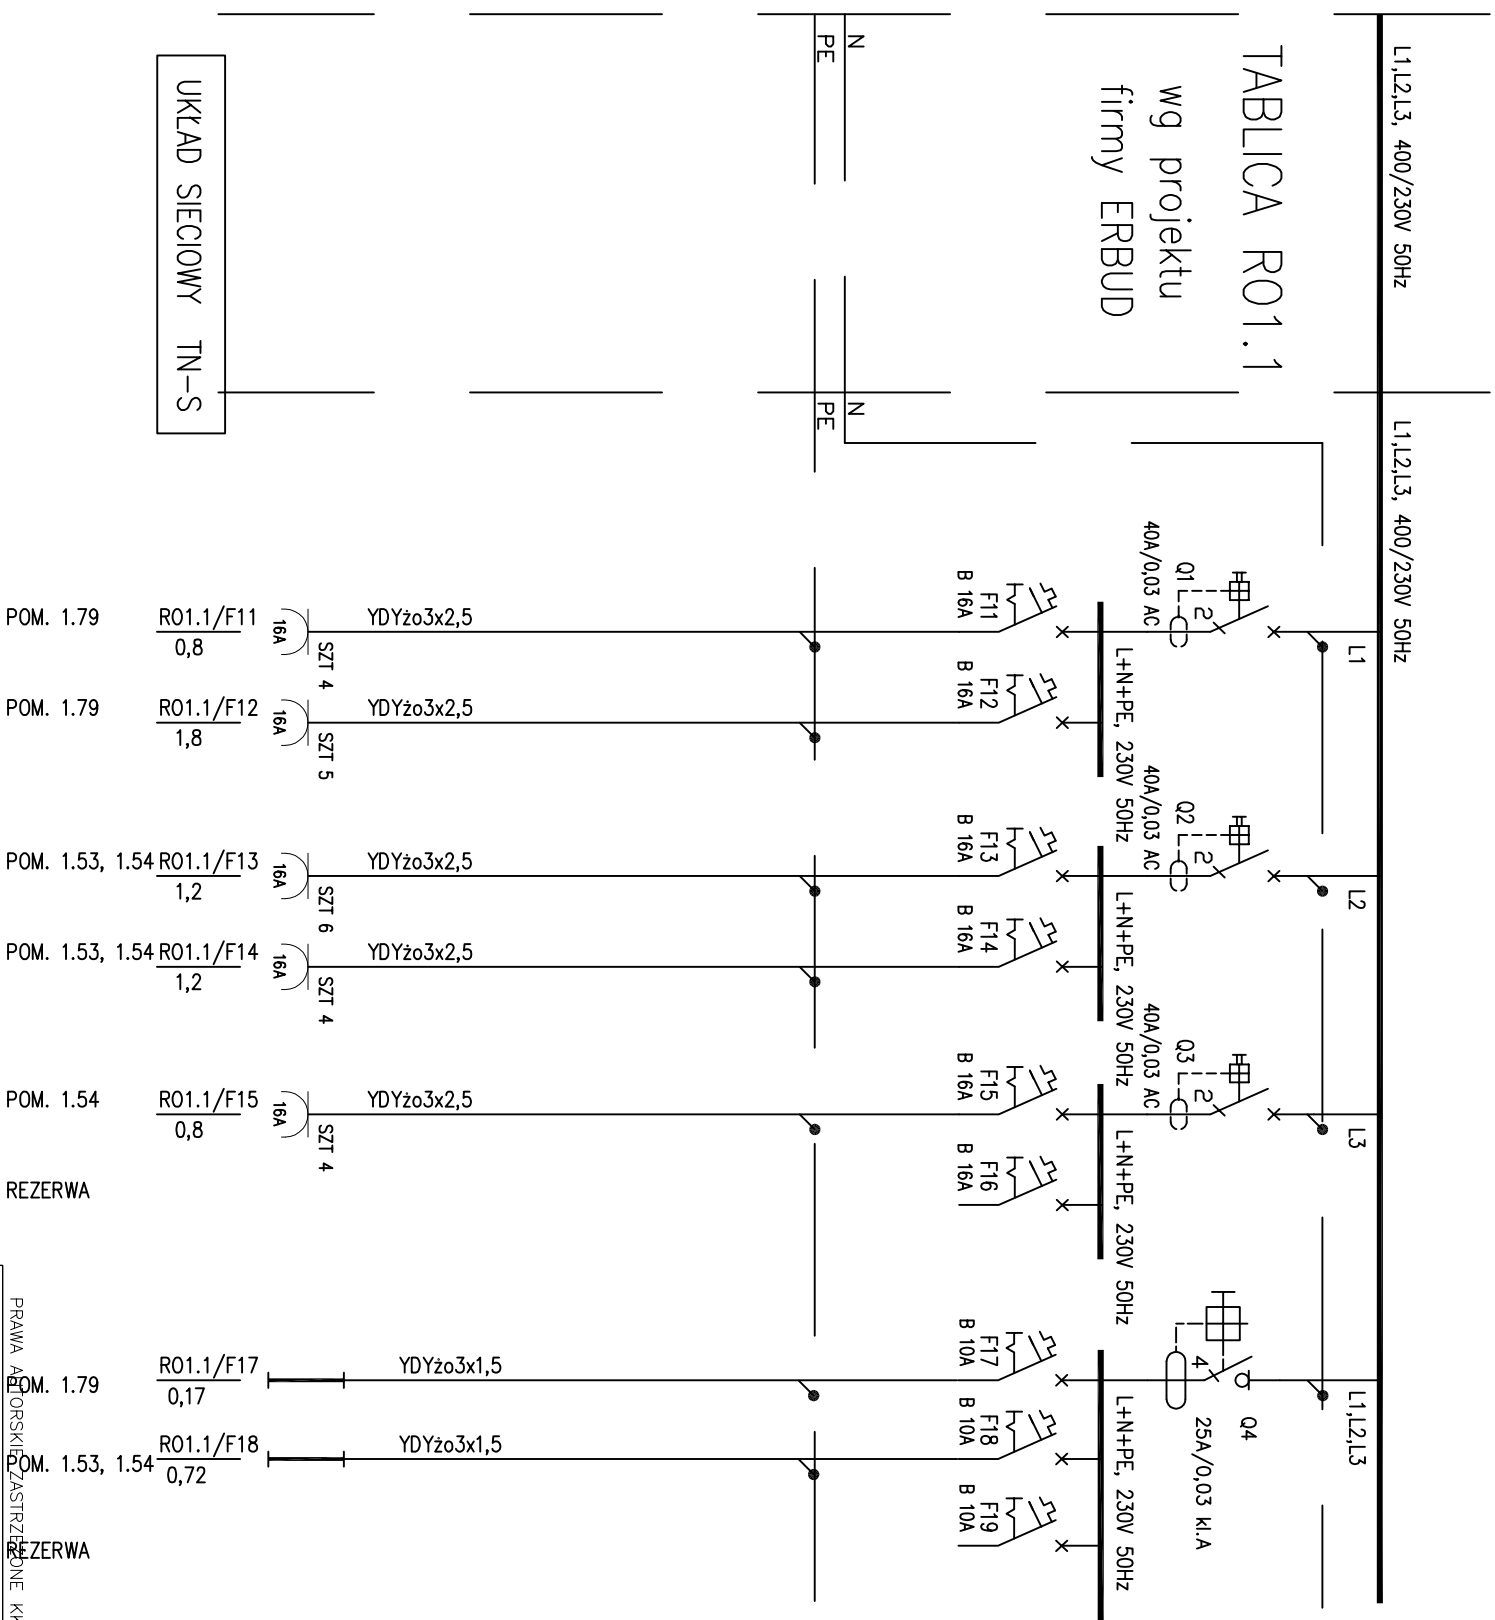 L1,L2,L3, 400/230V 50Hz
TABLICA RO1.1
wg projektu
firmy ERBUD
N
PE
UKŁAD SIECIOWY TN-S
L1,L2,L3, 400/230V 50Hz
N
PE
L1
Q1
40A/0,03 AC
2
L+N+PE, 230V 50Hz
F11
B 16A
YDYżo3x2,5
SZT 4
16A
RO1.1/F11
0,8
POM. 1.79
F12
B 16A
YDYżo3x2,5
SZT 5
16A
RO1.1/F12
1,8
POM. 1.79
L2
Q2
40A/0,03 AC
2
L+N+PE, 230V 50Hz
F13
B 16A
YDYżo3x2,5
SZT 6
16A
RO1.1/F13
1,2
POM. 1.53, 1.54
F14
B 16A
YDYżo3x2,5
SZT 4
16A
RO1.1/F14
1,2
POM. 1.53, 1.54
L3
Q3
40A/0,03 AC
2
L+N+PE, 230V 50Hz
F15
B 16A
YDYżo3x2,5
SZT 4
16A
RO1.1/F15
0,8
POM. 1.54
F16
B 16A
REZERWA
L1,L2,L3
Q4
25A/0,03 kl.A
4
L+N+PE, 230V 50Hz
F17
B 10A
YDYżo3x1,5
RO1.1/F17
0,17
POM. 1.79
F18
B 10A
YDYżo3x1,5
RO1.1/F18
0,72
POM. 1.53, 1.54
F19
B 10A
REZERWA
PRAWA AUTORSKIE ZASTRZEŻONE